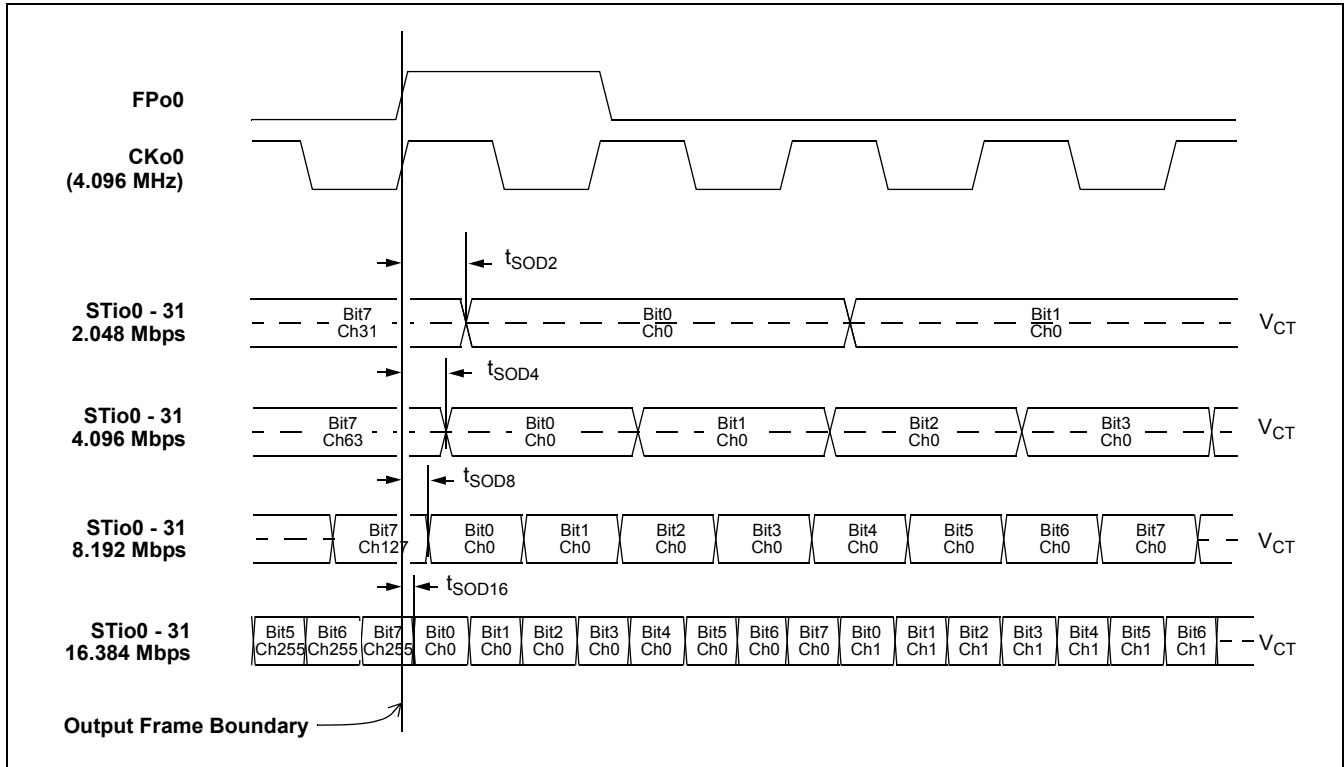 FPo0
CKo0
(4.096 MHz)
tSOD2
STio0 - 31
2.048 Mbps
Bit7
Ch31
Bit0
Ch0
Bit1
Ch0
VCT
tSOD4
STio0 - 31
4.096 Mbps
Bit7
Ch63
Bit0
Ch0
Bit1
Ch0
Bit2
Ch0
Bit3
Ch0
VCT
tSOD8
STio0 - 31
8.192 Mbps
Bit7
Ch127
Bit0
Ch0
Bit1
Ch0
Bit2
Ch0
Bit3
Ch0
Bit4
Ch0
Bit5
Ch0
Bit6
Ch0
Bit7
Ch0
VCT
tSOD16
STio0 - 31
16.384 Mbps
Bit5
Ch255
Bit6
Ch255
Bit7
Ch255
Bit0
Ch0
Bit1
Ch0
Bit2
Ch0
Bit3
Ch0
Bit4
Ch0
Bit5
Ch0
Bit6
Ch0
Bit7
Ch0
Bit0
Ch1
Bit1
Ch1
Bit2
Ch1
Bit3
Ch1
Bit4
Ch1
Bit5
Ch1
Bit6
Ch1
VCT
Output Frame Boundary